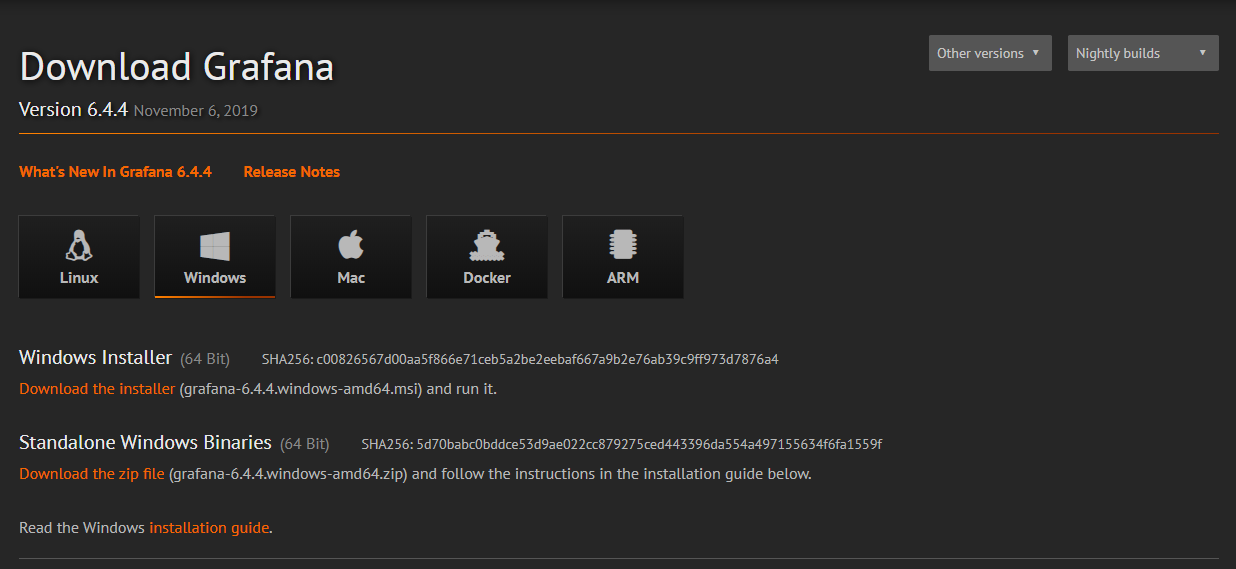 Download Grafana
Other versions
Nightly builds
Version 6.4.4 November 6, 2019
What's New In Grafana 6.4.4 Release Notes
Linux
Windows
Mac
Docker
ARM
Windows Installer (64 Bit) SHA256: c00826567d00aa5f866e71ceb5a2be2eebaf667a9b2e76ab39c9ff973d7876a4
Download the installer (grafana-6.4.4.windows-amd64.msi) and run it.
Standalone Windows Binaries (64 Bit) SHA256: 5d70babc0bddce53d9ae022cc879275ced443396da554a497155634f6fa1559f
Download the zip file (grafana-6.4.4.windows-amd64.zip) and follow the instructions in the installation guide below.
Read the Windows installation guide.